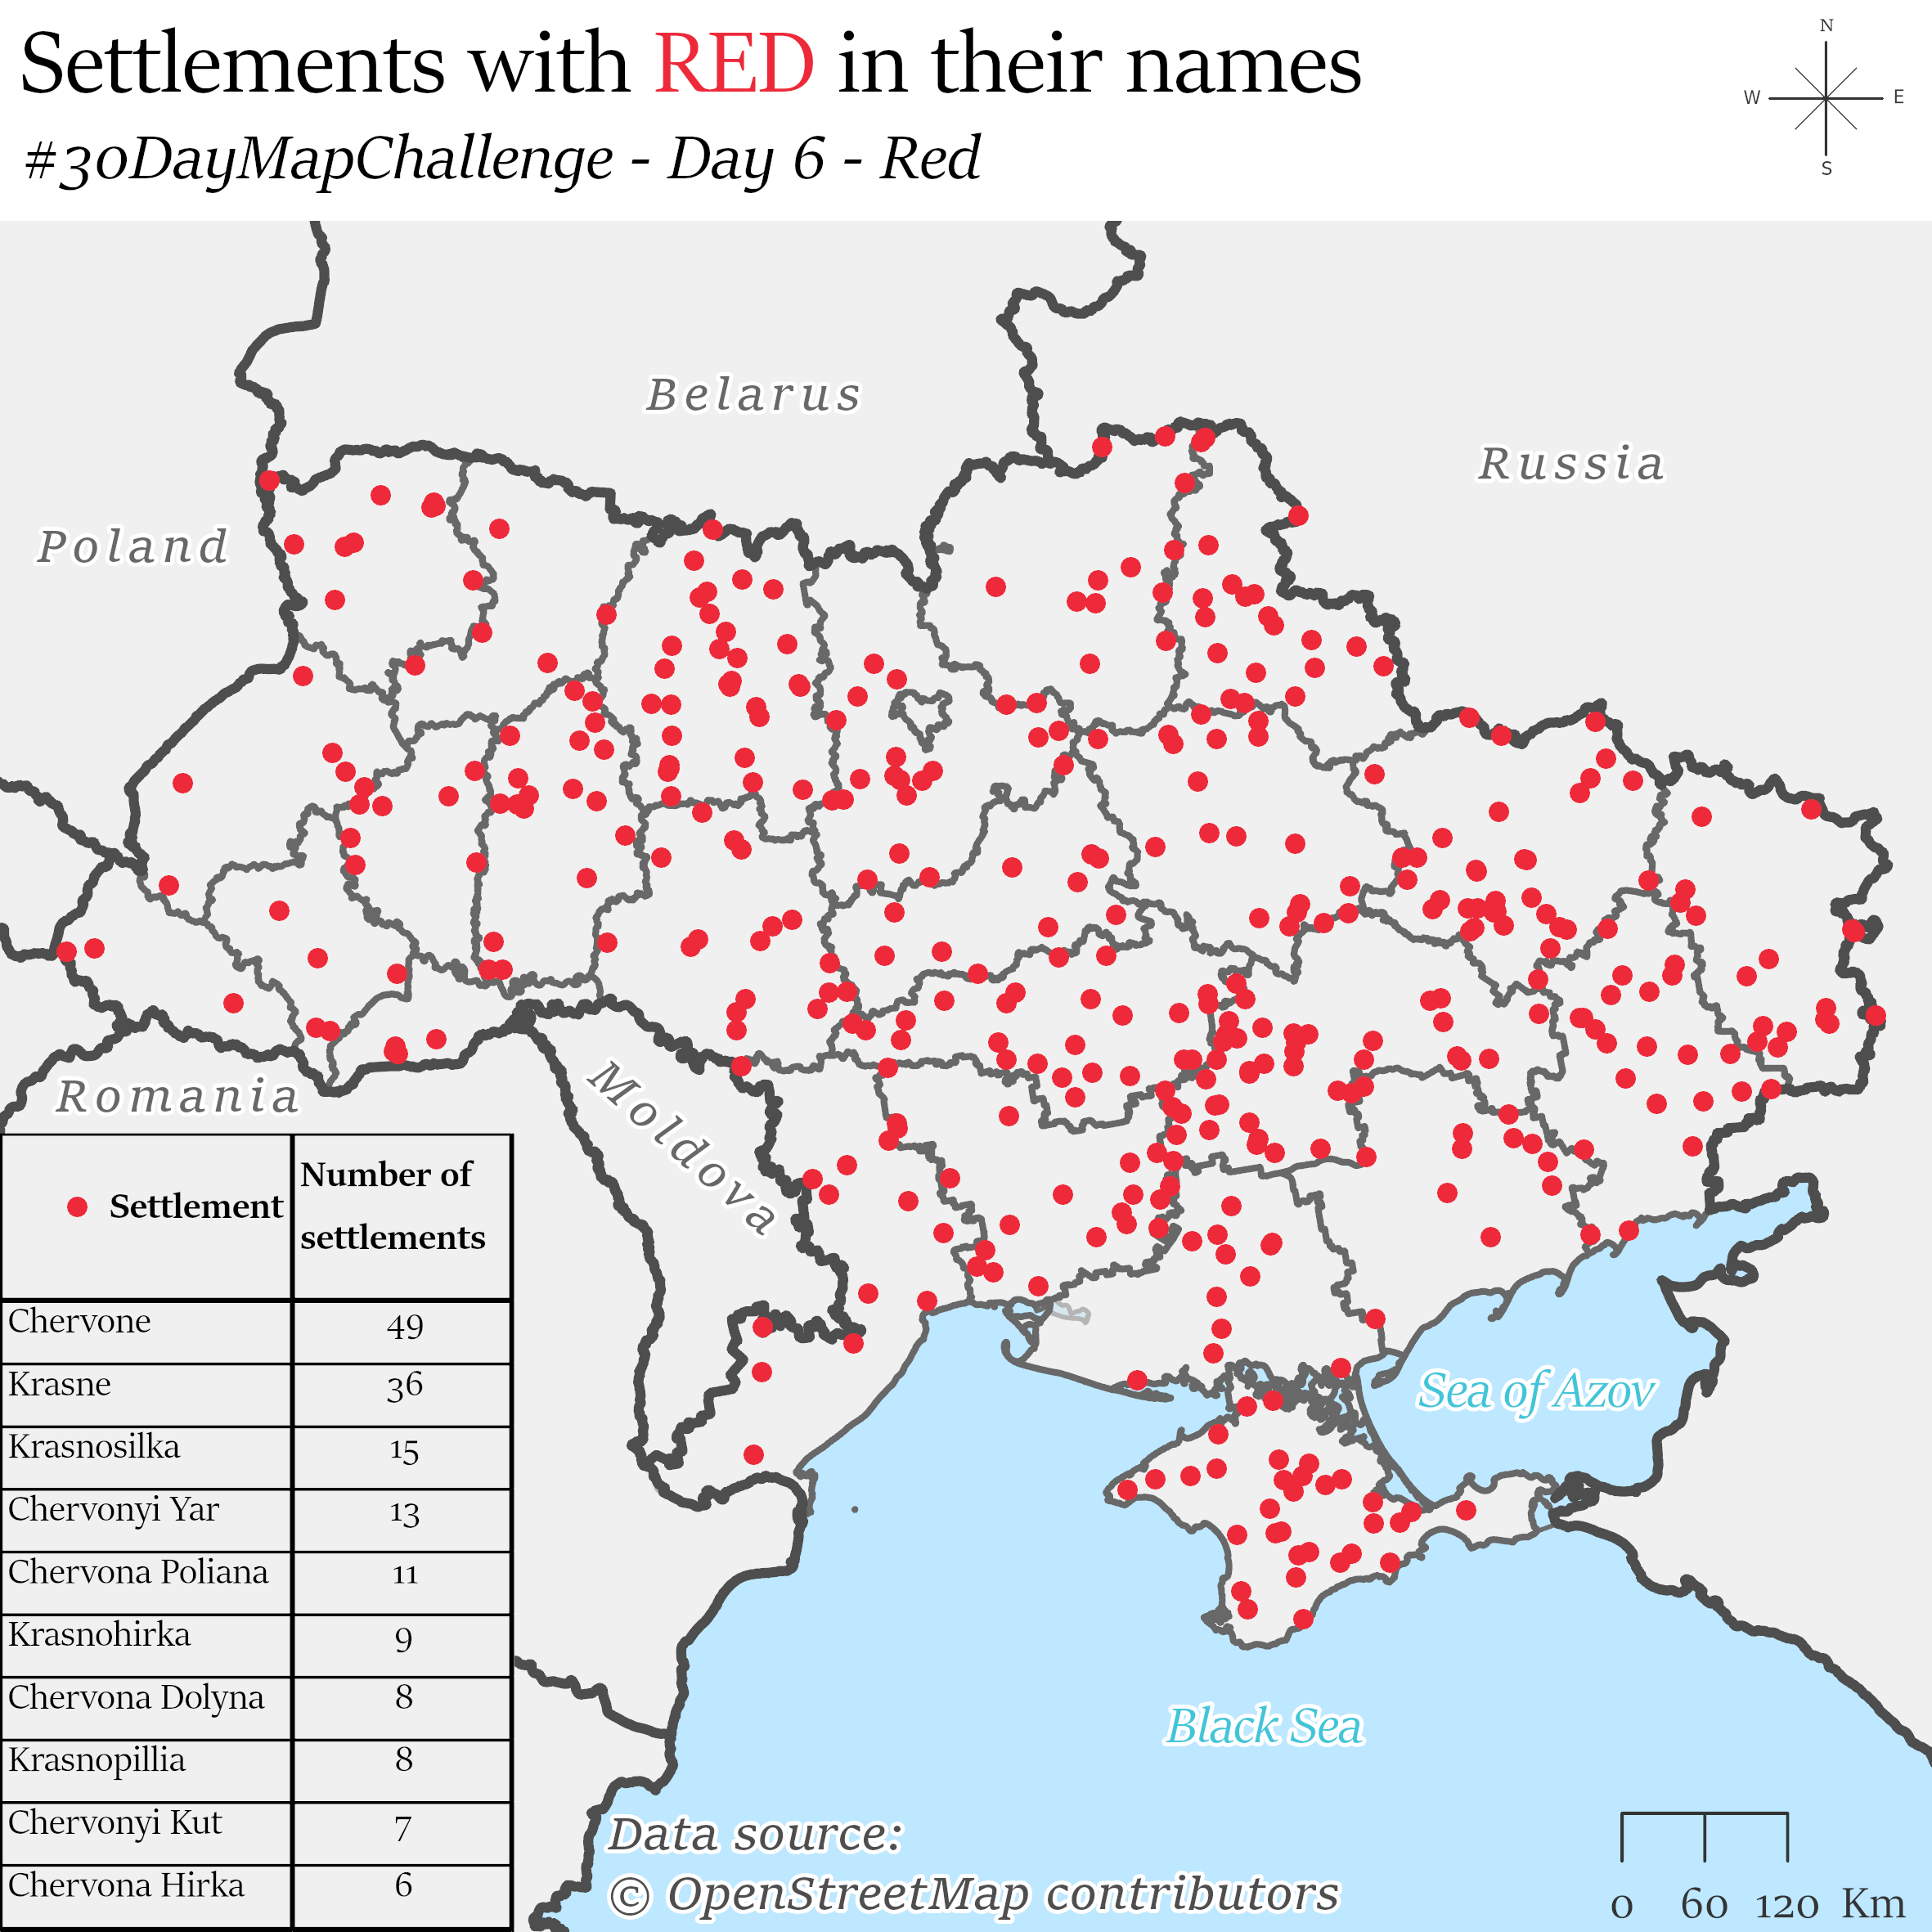 Settlements with RED in their names
#30DayMapChallenge - Day 6 - Red
N
W E
S
Belarus
Russia
Poland
Romania
Moldova
Sea of Azov
Black Sea
Settlement
Number of
settlements
Chervone 49
Krasne 36
Krasnosilka 15
Chervonyi Yar 13
Chervona Poliana 11
Krasnohirka 9
Chervona Dolyna 8
Krasnopillia 8
Chervonyi Kut 7
Chervona Hirka 6
Data source:
© OpenStreetMap contributors
0 60 120 Km